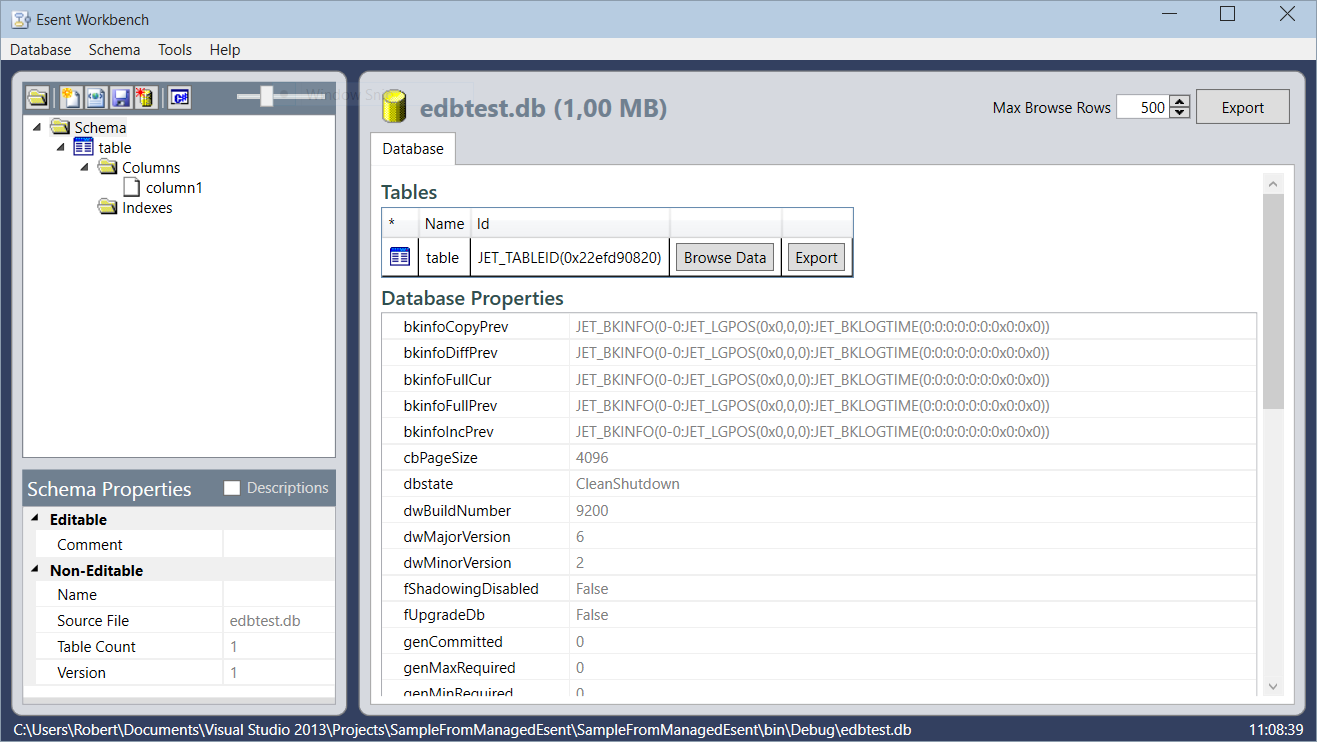 Esent Workbench
Database Schema Tools Help
C#
Schema
table
Columns
column1
Indexes
Schema Properties Descriptions
Editable
Comment
Non-Editable
Name
Source File edbtest.db
Table Count 1
Version 1
edbtest.db (1,00 MB)
Max Browse Rows 500 Export
Database
Tables
* Name Id
table JET_TABLEID(0x22efd90820) Browse Data Export
Database Properties
bkinfoCopyPrev JET_BKINFO(0-0:JET_LGPOS(0x0,0,0):JET_BKLOGTIME(0:0:0:0:0:0:0x0:0x0))
bkinfoDiffPrev JET_BKINFO(0-0:JET_LGPOS(0x0,0,0):JET_BKLOGTIME(0:0:0:0:0:0:0x0:0x0))
bkinfoFullCur JET_BKINFO(0-0:JET_LGPOS(0x0,0,0):JET_BKLOGTIME(0:0:0:0:0:0:0x0:0x0))
bkinfoFullPrev JET_BKINFO(0-0:JET_LGPOS(0x0,0,0):JET_BKLOGTIME(0:0:0:0:0:0:0x0:0x0))
bkinfoIncPrev JET_BKINFO(0-0:JET_LGPOS(0x0,0,0):JET_BKLOGTIME(0:0:0:0:0:0:0x0:0x0))
cbPageSize 4096
dbstate CleanShutdown
dwBuildNumber 9200
dwMajorVersion 6
dwMinorVersion 2
fShadowingDisabled False
fUpgradeDb False
genCommitted 0
genMaxRequired 0
genMinRequired 0
C:\Users\Robert\Documents\Visual Studio 2013\Projects\SampleFromManagedEsent\SampleFromManagedEsent\bin\Debug\edbtest.db 11:08:39